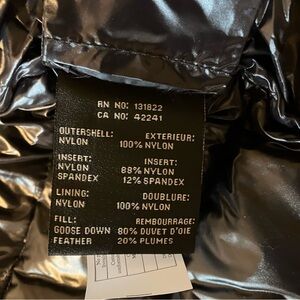 RN NO: 131822
CA NO: 42241
OUTERSHELL: EXTERIEUR:
NYLON 100% NYLON
INSERT: INSERT:
NYLON 88% NYLON
SPANDEX 12% SPANDEX
LINING: DOUBLURE:
NYLON 100% NYLON
FILL: REMBOURRAGE:
GOOSE DOWN 80% DUVET D'OIE
FEATHER 20% PLUMES